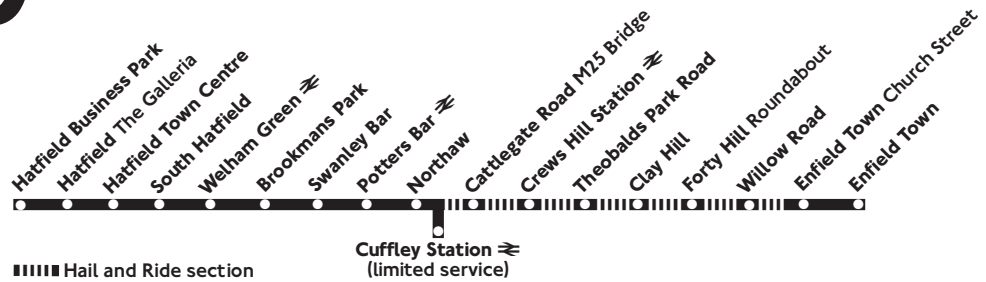 Hatfield Business Park
Hatfield The Galleria
Hatfield Town Centre
South Hatfield
Welham Green
Brookmans Park
Swanley Bar
Potters Bar
Northaw
Cattlegate Road M25 Bridge
Crews Hill Station
Theobalds Park Road
Clay Hill
Forty Hill Roundabout
Willow Road
Enfield Town Church Street
Enfield Town
Cuffley Station
(limited service)
Hail and Ride section